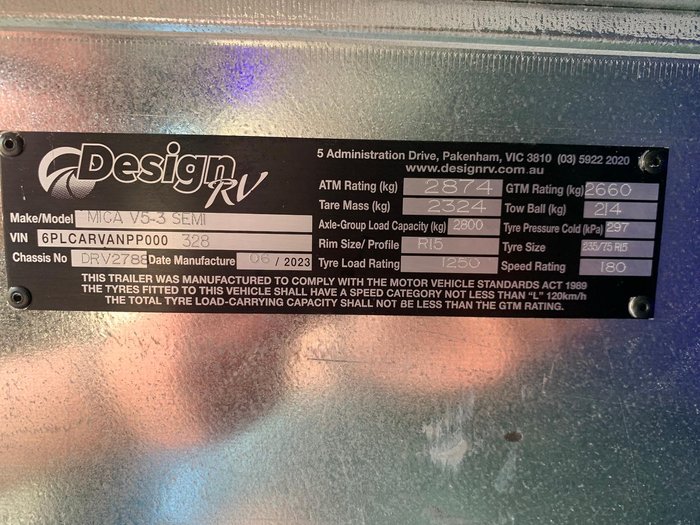 Design RV
5 Administration Drive, Pakenham, VIC 3810 (03) 5922 2020
www.designrv.com.au
ATM Rating (kg) 2874 GTM Rating (kg) 2660
Tare Mass (kg) 2324 Tow Ball (kg) 214
Make/Model MICA V5-3 SEMI
Axle-Group Load Capacity (kg) 2800 Tyre Pressure Cold (kPa) 297
VIN 6PLCARVANPP000 328
Rim Size/ Profile R15 Tyre Size 235/75 R15
Chassis No DRV2788 Date Manufacture 06 / 2023
Tyre Load Rating 1250 Speed Rating 180
THIS TRAILER WAS MANUFACTURED TO COMPLY WITH THE MOTOR VEHICLE STANDARDS ACT 1989
THE TYRES FITTED TO THIS VEHICLE SHALL HAVE A SPEED CATEGORY NOT LESS THAN "L" 120km/h
THE TOTAL TYRE LOAD-CARRYING CAPACITY SHALL NOT BE LESS THAN THE GTM RATING.